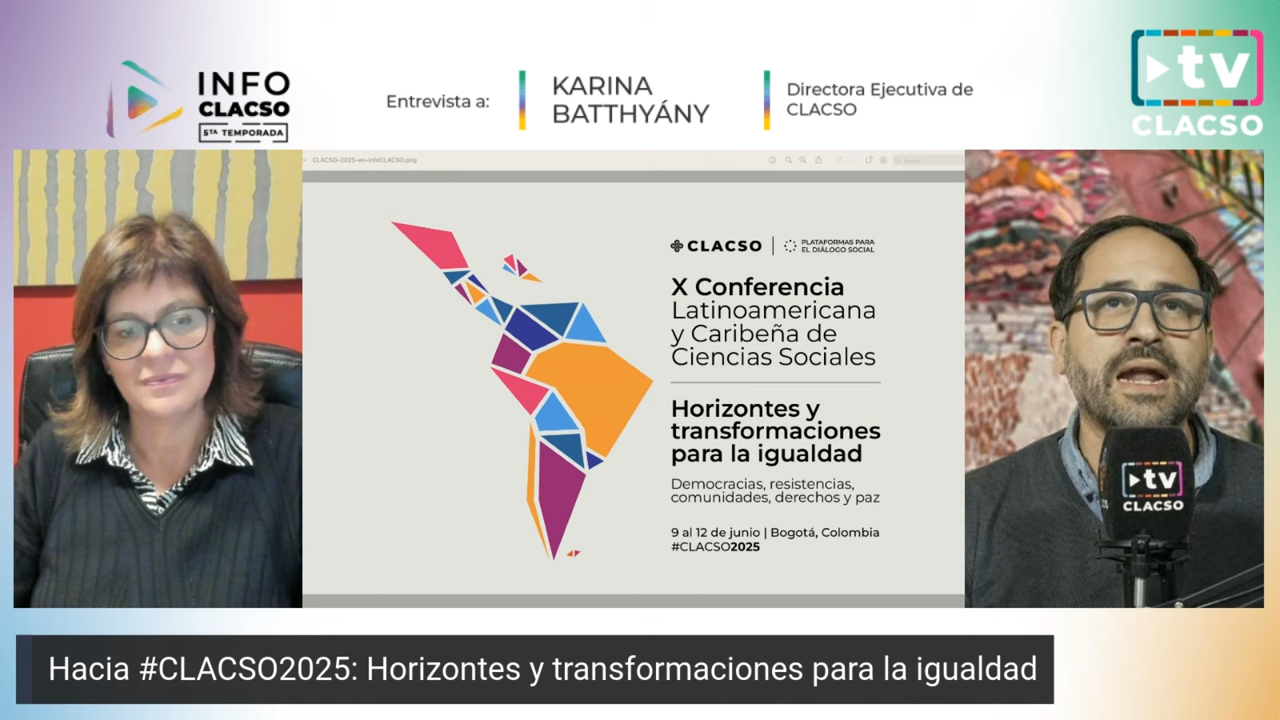 INFO
CLACSO
5TA TEMPORADA
Entrevista a:
KARINA
BATTHYÁNY
Directora Ejecutiva de
CLACSO
tv
CLACSO
CLACSO-2025-en-InfoCLACSO.png
CLACSO
PLATAFORMAS PARA
EL DIÁLOGO SOCIAL
X Conferencia
Latinoamericana
y Caribeña de
Ciencias Sociales
Horizontes y
transformaciones
para la igualdad
Democracias, resistencias,
comunidades, derechos y paz
9 al 12 de junio | Bogotá, Colombia
#CLACSO2025
tv
CLACSO
Hacia #CLACSO2025: Horizontes y transformaciones para la igualdad